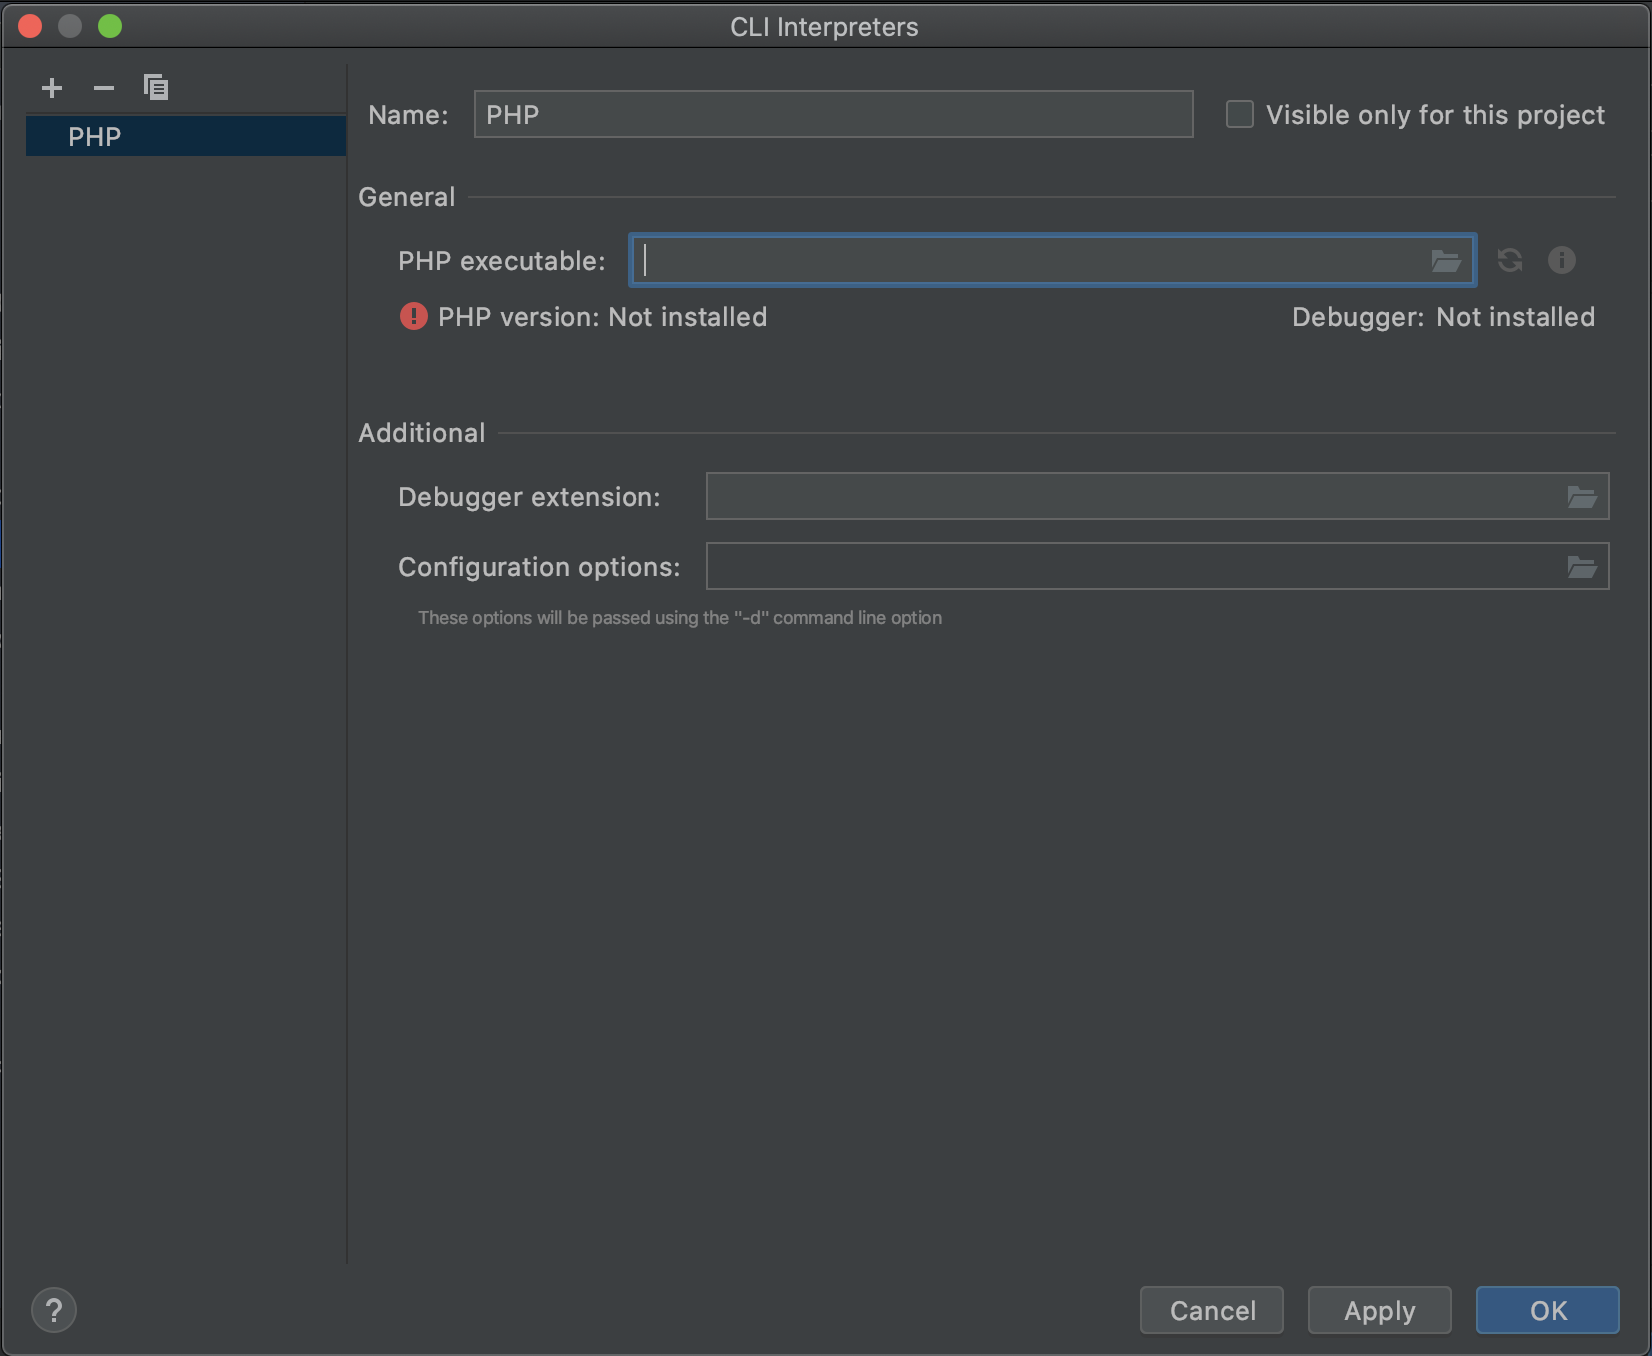 CLI Interpreters
PHP
Name: PHP Visible only for this project
General
PHP executable:
PHP version: Not installed Debugger: Not installed
Additional
Debugger extension:
Configuration options:
These options will be passed using the "-d" command line option
? Cancel Apply OK